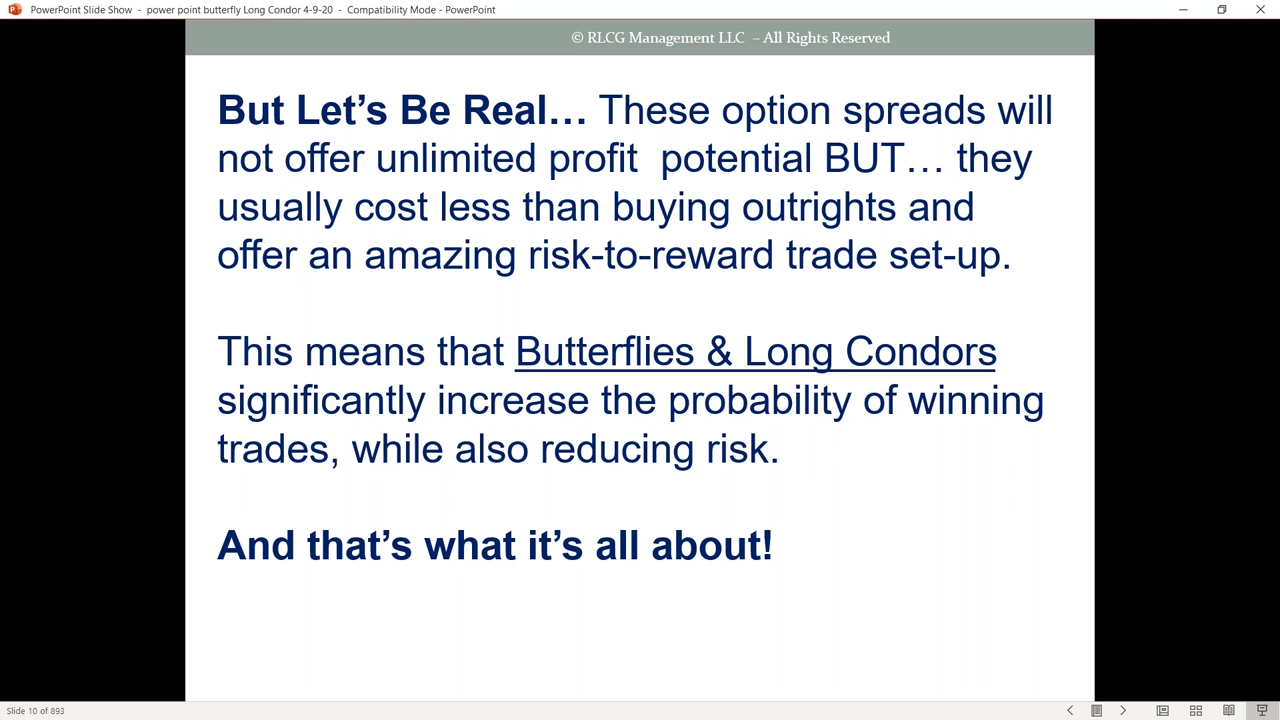 PowerPoint Slide Show - power point butterfly Long Condor 4-9-20 - Compatibility Mode - PowerPoint
© RLCG Management LLC – All Rights Reserved
But Let’s Be Real… These option spreads will
not offer unlimited profit potential BUT… they
usually cost less than buying outrights and
offer an amazing risk-to-reward trade set-up.
This means that Butterflies & Long Condors
significantly increase the probability of winning
trades, while also reducing risk.
And that’s what it’s all about!
Slide 10 of 893